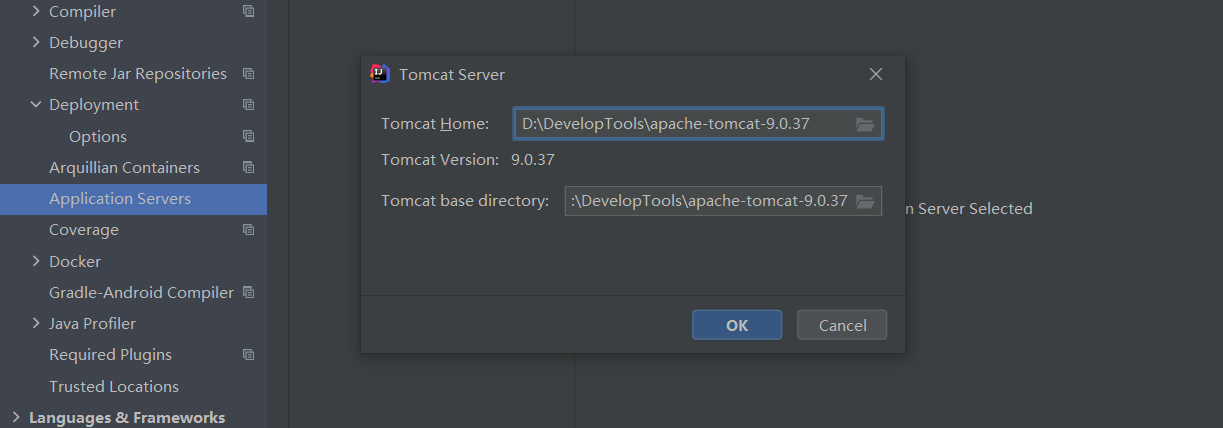 Compiler
Debugger
Remote Jar Repositories
Deployment
Options
Arquillian Containers
Application Servers
Coverage
Docker
Gradle-Android Compiler
Java Profiler
Required Plugins
Trusted Locations
Languages & Frameworks
Tomcat Server
Tomcat Home: D:\DevelopTools\apache-tomcat-9.0.37
Tomcat Version: 9.0.37
Tomcat base directory: :\DevelopTools\apache-tomcat-9.0.37
OK Cancel
n Server Selected